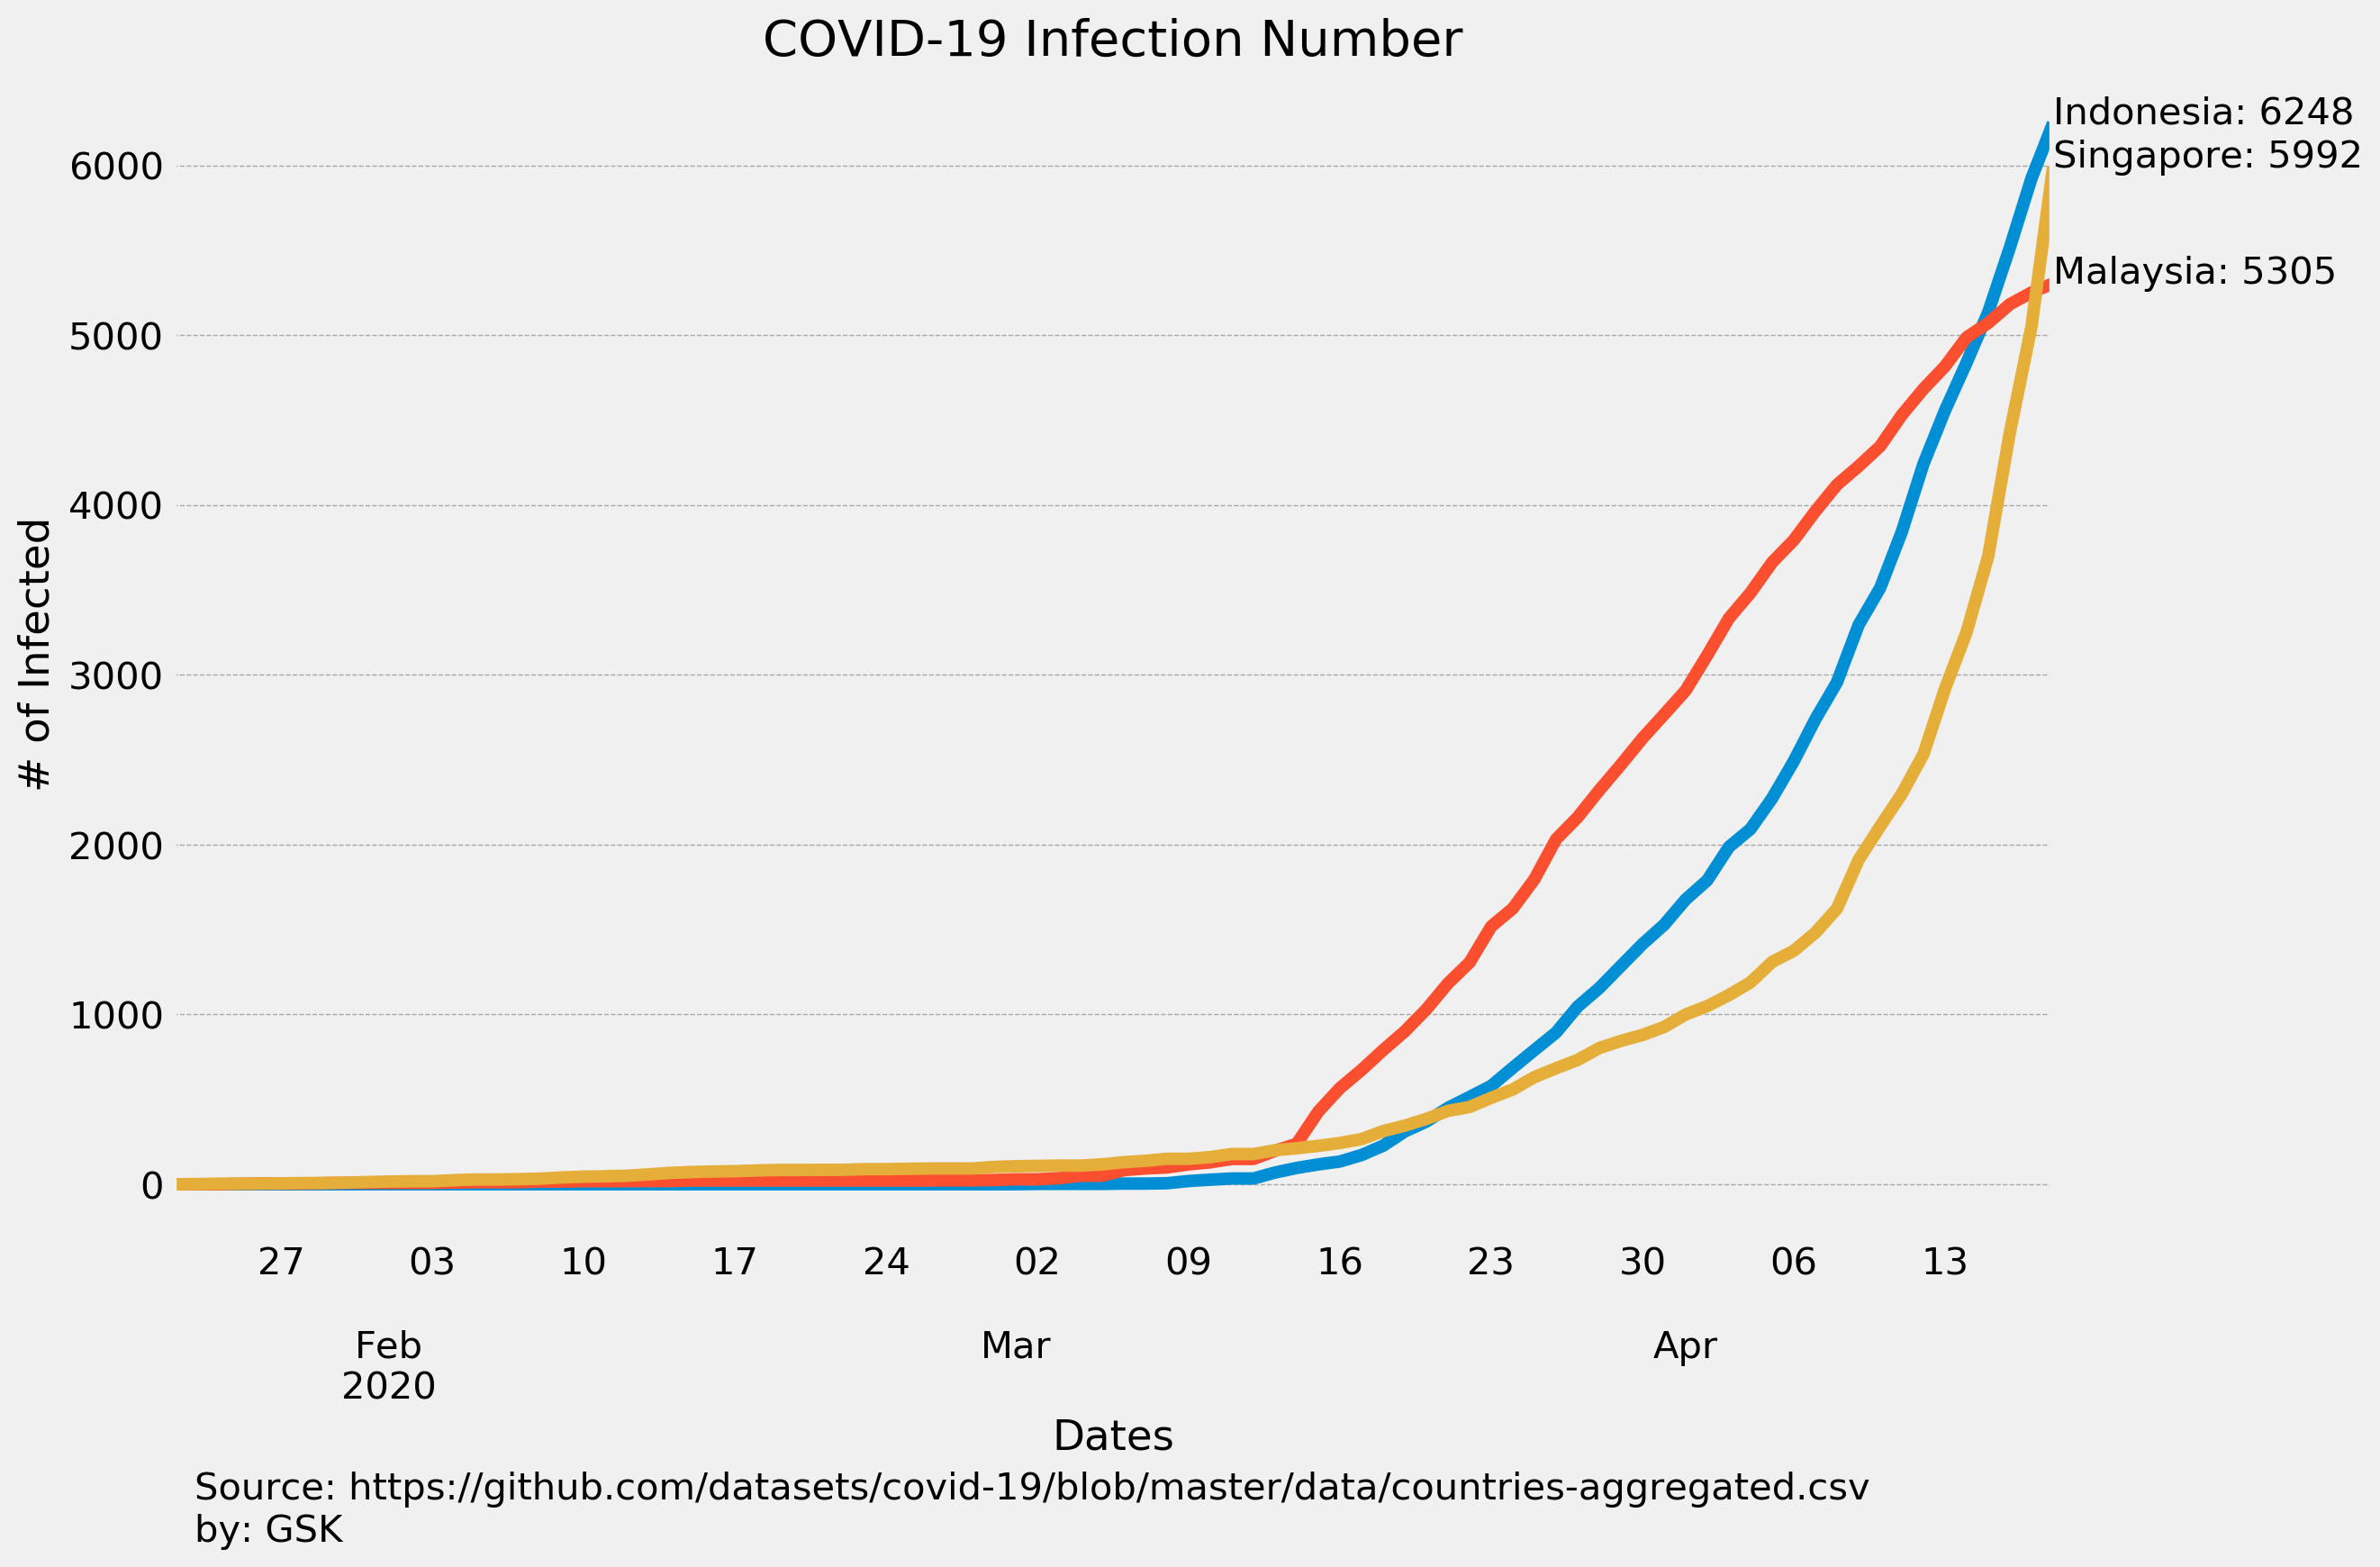 COVID-19 Infection Number
Indonesia: 6248
Singapore: 5992
Malaysia: 5305
# of Infected
6000
5000
4000
3000
2000
1000
0
27 03 10 17 24 02 09 16 23 30 06 13
Feb Mar Apr
2020
Dates
Source: https://github.com/datasets/covid-19/blob/master/data/countries-aggregated.csv
by: GSK